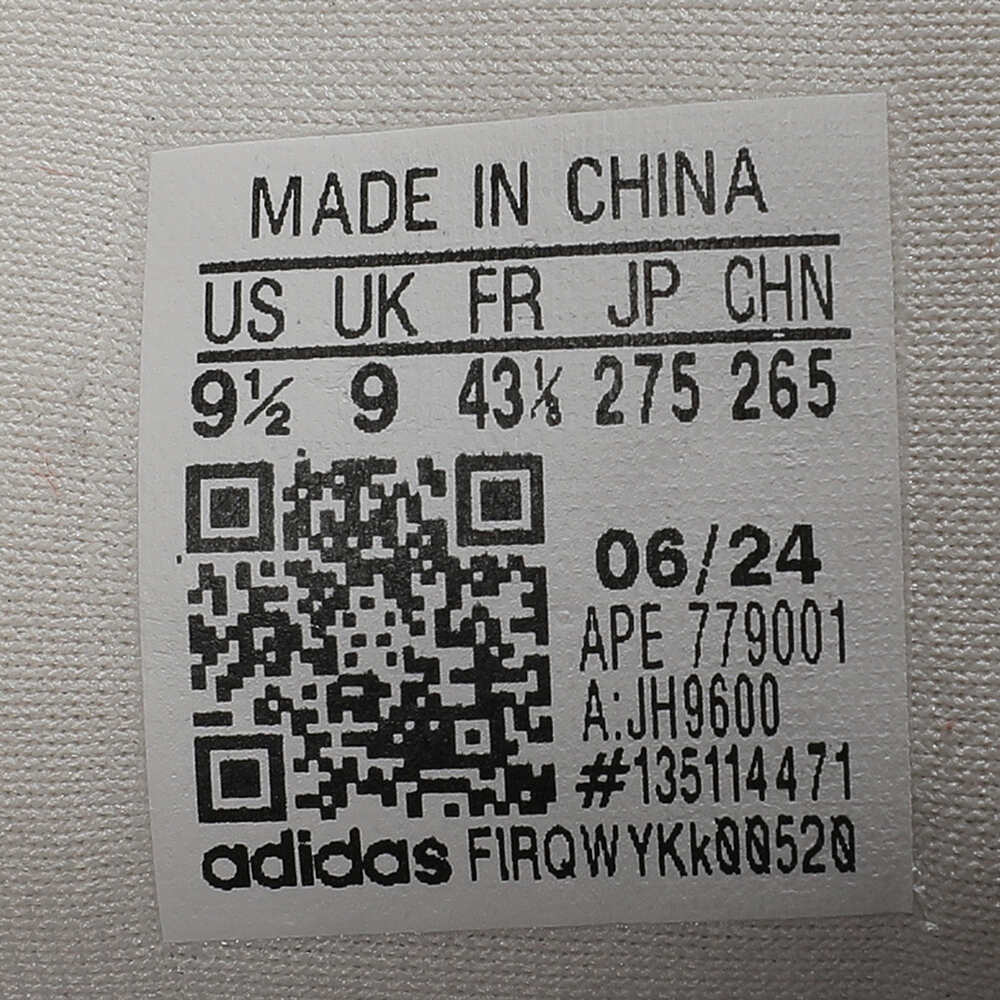 MADE IN CHINA
US UK FR JP CHN
9½ 9 43⅓ 275 265
06/24
APE 779001
A:JH9600
#135114471
adidas FIRQWYKk00520